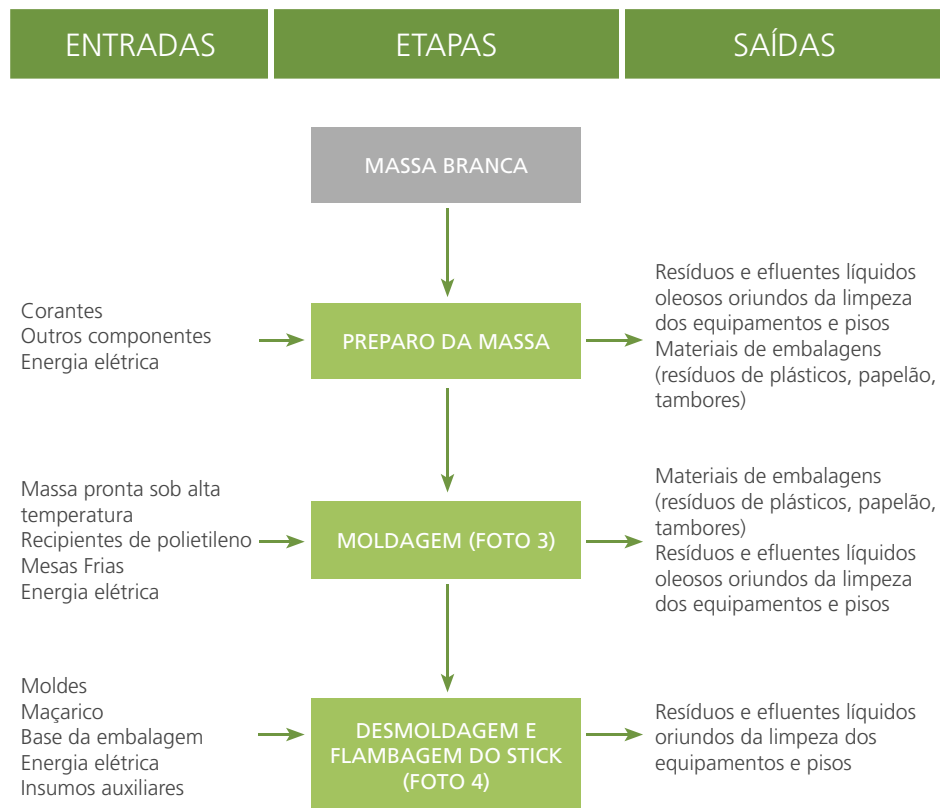 ENTRADAS
ETAPAS
SAÍDAS
MASSA BRANCA
Corantes
Outros componentes
Energia elétrica
PREPARO DA MASSA
Resíduos e efluentes líquidos
oleosos oriundos da limpeza
dos equipamentos e pisos
Materiais de embalagens
(resíduos de plásticos, papelão,
tambores)
Massa pronta sob alta
temperatura
Recipientes de polietileno
Mesas Frias
Energia elétrica
MOLDAGEM (FOTO 3)
Materiais de embalagens
(resíduos de plásticos, papelão,
tambores)
Resíduos e efluentes líquidos
oleosos oriundos da limpeza
dos equipamentos e pisos
Moldes
Maçarico
Base da embalagem
Energia elétrica
Insumos auxiliares
DESMOLDAGEM E
FLAMBAGEM DO STICK
(FOTO 4)
Resíduos e efluentes líquidos
oriundos da limpeza dos
equipamentos e pisos